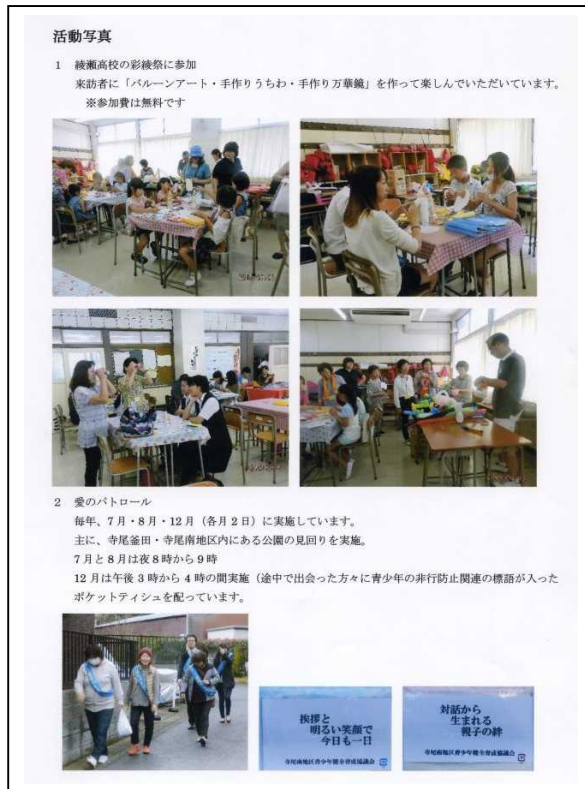 活動写真
1 綾瀬高校の彩綾祭に参加
来訪者に「バルーンアート・手作りうちわ・手作り万華鏡」を作って楽しんでいただいています。
※参加費は無料です
2 愛のパトロール
毎年、7月・8月・12月（各月2日）に実施しています。
主に、寺尾釜田・寺尾南地区内にある公園の見回りを実施。
7月と8月は夜8時から9時
12月は午後3時から4時の間実施（途中で出会った方々に青少年の非行防止関連の標語が入った
ポケットティシュを配っています。
挨拶と
明るい笑顔で
今日も一日
寺尾南地区青少年健全育成協議会
対話から
生まれる
親子の絆
寺尾南地区青少年健全育成協議会